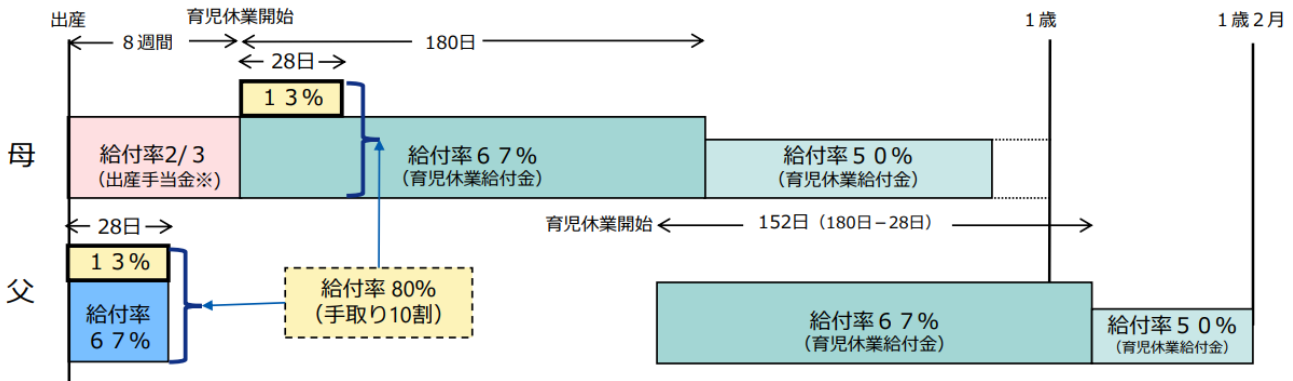 出産
育児休業開始
１歳
１歳２月
８週間
180日
28日
１３%
母
給付率2/３
（出産手当金※）
給付率６７%
（育児休業給付金）
給付率５０%
（育児休業給付金）
28日
育児休業開始
152日（180日－28日）
１３%
父
給付率
６７%
給付率 80%
（手取り10割）
給付率６７%
（育児休業給付金）
給付率５０%
（育児休業給付金）